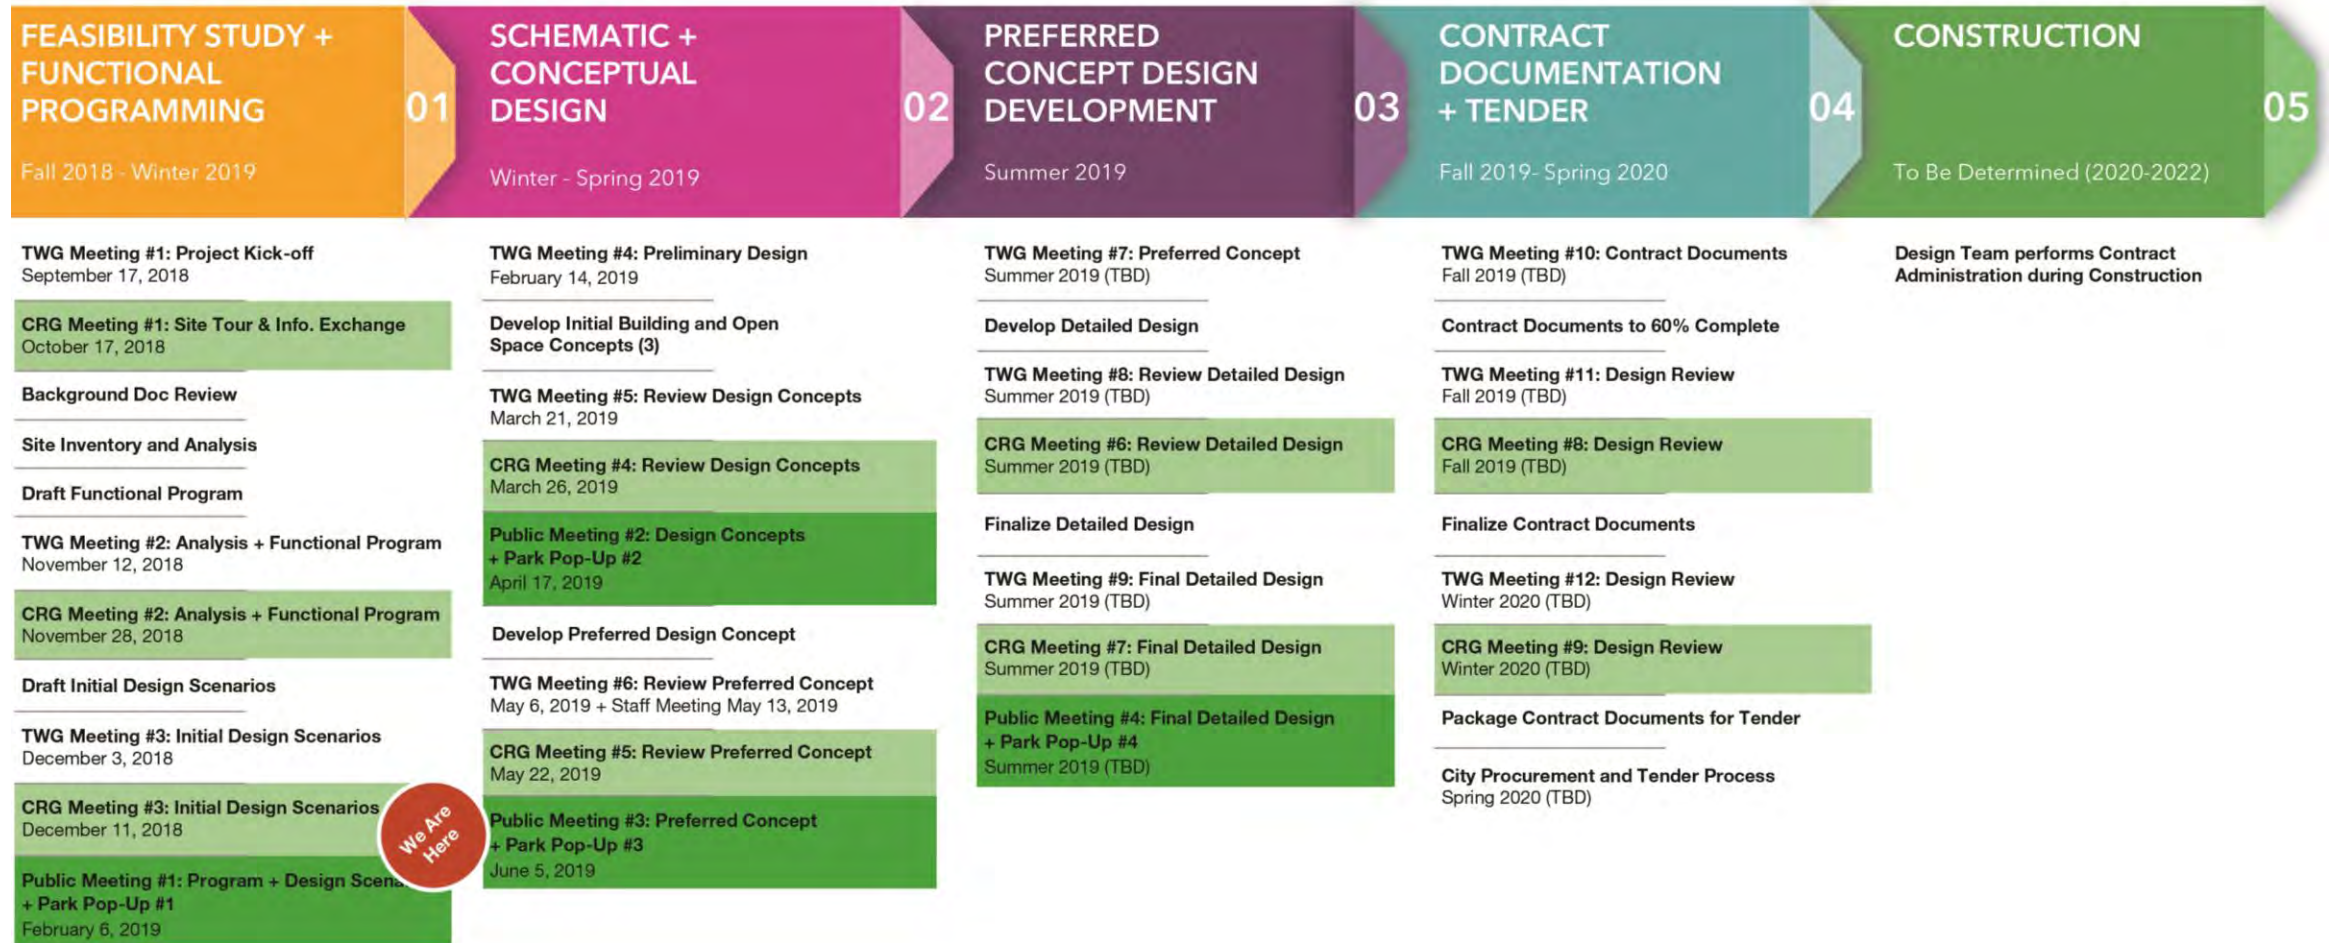 FEASIBILITY STUDY +
FUNCTIONAL
PROGRAMMING
01
Fall 2018 - Winter 2019
TWG Meeting #1: Project Kick-off
September 17, 2018
CRG Meeting #1: Site Tour & Info. Exchange
October 17, 2018
Background Doc Review
Site Inventory and Analysis
Draft Functional Program
TWG Meeting #2: Analysis + Functional Program
November 12, 2018
CRG Meeting #2: Analysis + Functional Program
November 28, 2018
Draft Initial Design Scenarios
TWG Meeting #3: Initial Design Scenarios
December 3, 2018
CRG Meeting #3: Initial Design Scenarios
December 11, 2018
Public Meeting #1: Program + Design
+ Park Pop-Up #1
February 6, 2019
We Are
Here
SCHEMATIC +
CONCEPTUAL
DESIGN
02
Winter - Spring 2019
TWG Meeting #4: Preliminary Design
February 14, 2019
Develop Initial Building and Open
Space Concepts (3)
TWG Meeting #5: Review Design Concepts
March 21, 2019
CRG Meeting #4: Review Design Concepts
March 26, 2019
Public Meeting #2: Design Concepts
+ Park Pop-Up #2
April 17, 2019
Develop Preferred Design Concept
TWG Meeting #6: Review Preferred Concept
May 6, 2019 + Staff Meeting May 13, 2019
CRG Meeting #5: Review Preferred Concept
May 22, 2019
Public Meeting #3: Preferred Concept
+ Park Pop-Up #3
June 5, 2019
PREFERRED
CONCEPT DESIGN
DEVELOPMENT
03
Summer 2019
TWG Meeting #7: Preferred Concept
Summer 2019 (TBD)
Develop Detailed Design
TWG Meeting #8: Review Detailed Design
Summer 2019 (TBD)
CRG Meeting #6: Review Detailed Design
Summer 2019 (TBD)
Finalize Detailed Design
TWG Meeting #9: Final Detailed Design
Summer 2019 (TBD)
CRG Meeting #7: Final Detailed Design
Summer 2019 (TBD)
Public Meeting #4: Final Detailed Design
+ Park Pop-Up #4
Summer 2019 (TBD)
CONTRACT
DOCUMENTATION
+ TENDER
04
Fall 2019- Spring 2020
TWG Meeting #10: Contract Documents
Fall 2019 (TBD)
Contract Documents to 60% Complete
TWG Meeting #11: Design Review
Fall 2019 (TBD)
CRG Meeting #8: Design Review
Fall 2019 (TBD)
Finalize Contract Documents
TWG Meeting #12: Design Review
Winter 2020 (TBD)
CRG Meeting #9: Design Review
Winter 2020 (TBD)
Package Contract Documents for Tender
City Procurement and Tender Process
Spring 2020 (TBD)
CONSTRUCTION
05
To Be Determined (2020-2022)
Design Team performs Contract
Administration during Construction